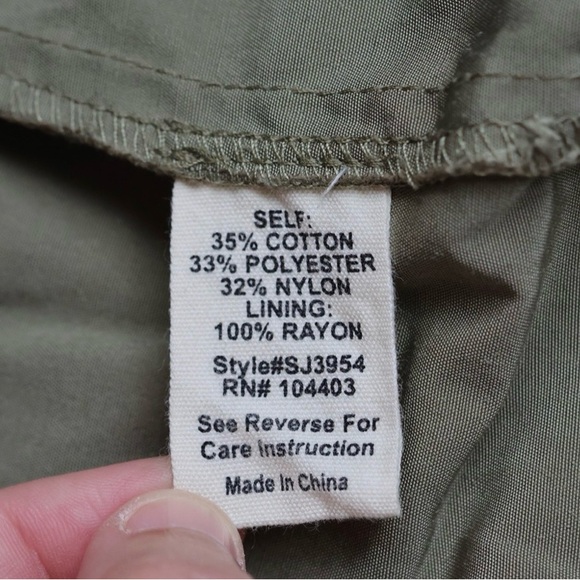 SELF:
35% COTTON
33% POLYESTER
32% NYLON
LINING:
100% RAYON
Style#SJ3954
RN# 104403
See Reverse For
Care Instruction
Made In China